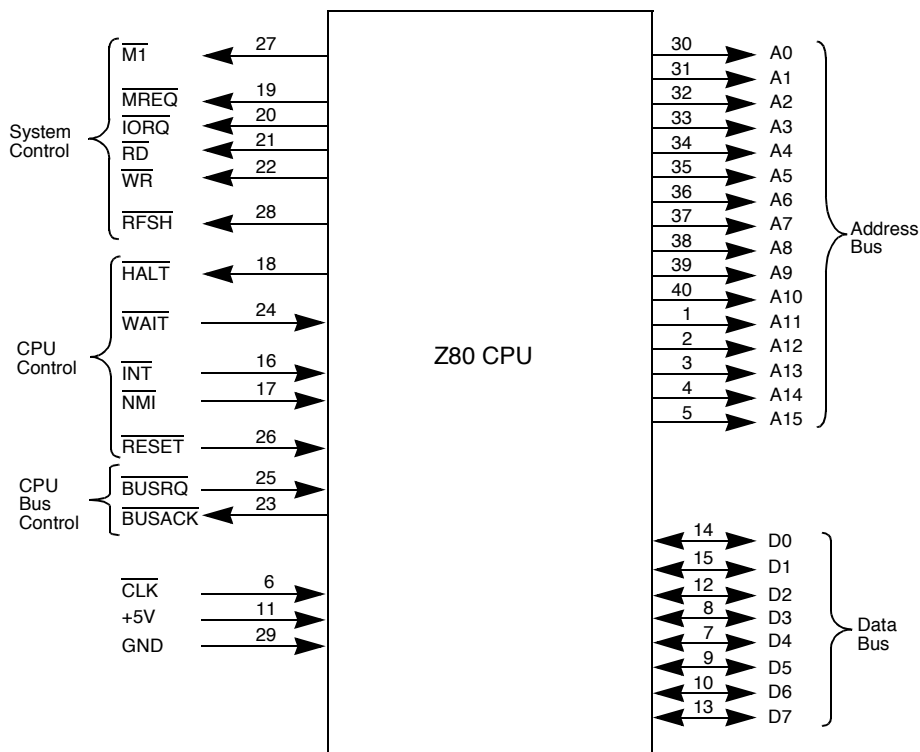 M1 27
MREQ 19
IORQ 20
RD 21
WR 22
RFSH 28
System
Control
HALT 18
WAIT 24
INT 16
NMI 17
RESET 26
CPU
Control
BUSRQ 25
BUSACK 23
CPU
Bus
Control
CLK 6
+5V 11
GND 29
Z80 CPU
30 A0
31 A1
32 A2
33 A3
34 A4
35 A5
36 A6
37 A7
38 A8
39 A9
40 A10
1 A11
2 A12
3 A13
4 A14
5 A15
Address
Bus
14 D0
15 D1
12 D2
8 D3
7 D4
9 D5
10 D6
13 D7
Data
Bus